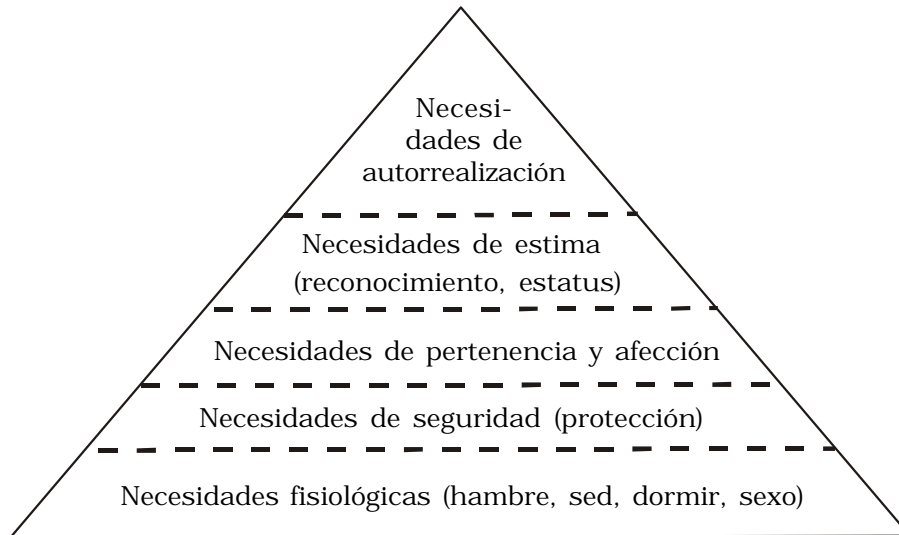 Necesi-
dades de
autorrealización
Necesidades de estima
(reconocimiento, estatus)
Necesidades de pertenencia y afección
Necesidades de seguridad (protección)
Necesidades fisiológicas (hambre, sed, dormir, sexo)